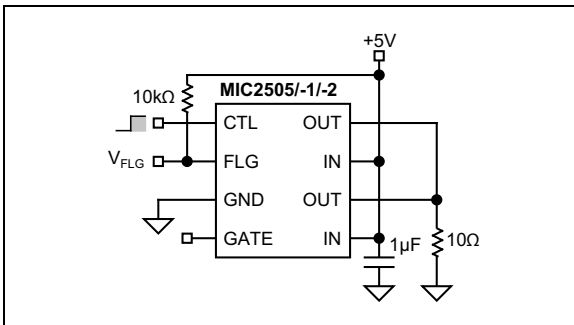 +5V
MIC2505/-1/-2
10kΩ
CTL OUT
VFLG FLG IN
GND OUT
GATE IN
1µF 10Ω